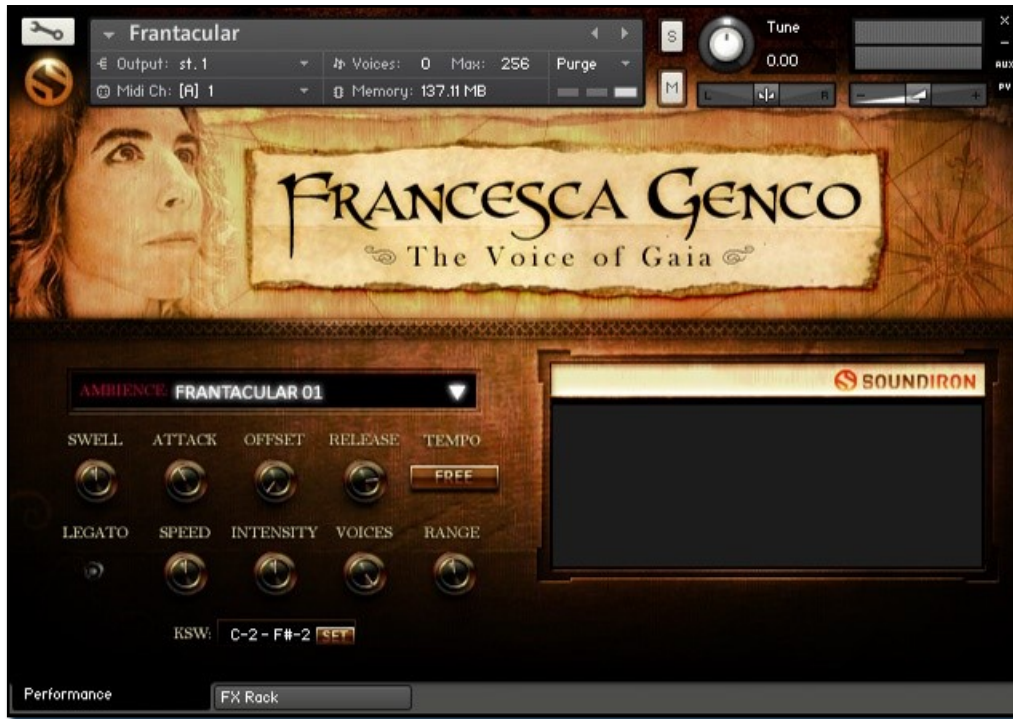 Frantacular
Output: st.1
Voices: 0 Max: 256
Purge
Midi Ch: [A] 1
Memory: 137.11 MB
S
M
Tune
0.00
L R
- +
×
-
AUX
PV
FRANCESCA GENCO
The Voice of Gaia
AMBIENCE: FRANTACULAR 01
SOUNDIRON
SWELL ATTACK OFFSET RELEASE TEMPO
FREE
LEGATO SPEED INTENSITY VOICES RANGE
KSW: C-2 - F#-2 SET
Performance
FX Rack